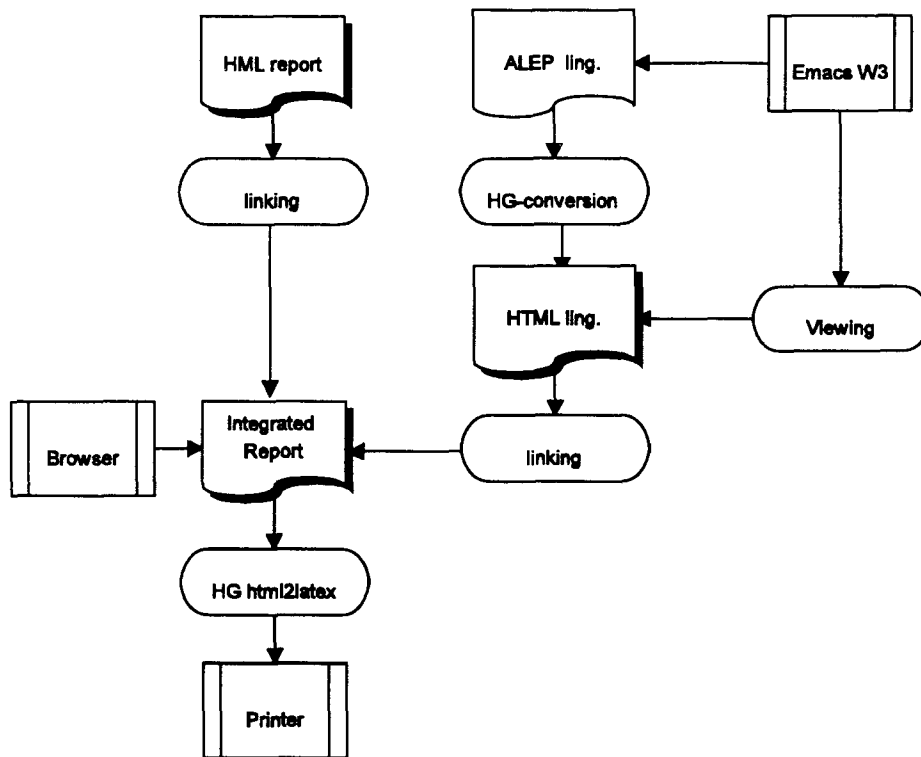 HML report
ALEP ling.
Emacs W3
linking
HG-conversion
HTML ling.
Viewing
Integrated
Report
Browser
linking
HG html2latex
Printer